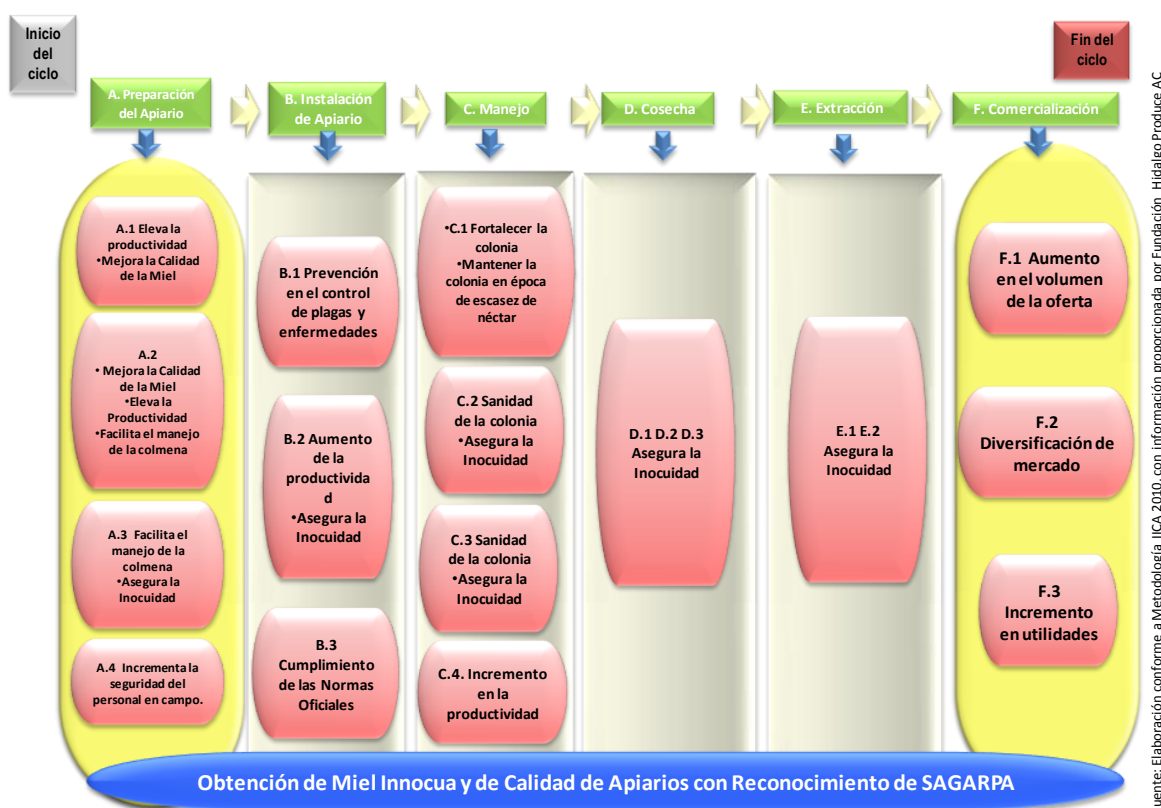 Inicio
del
ciclo
Fin del
ciclo
A. Preparación
del Apiario
B. Instalación
de Apiario
C. Manejo
D. Cosecha
E. Extracción
F. Comercialización
A.1 Eleva la
productividad
•Mejora la Calidad
de la Miel
A.2
• Mejora la Calidad
de la Miel
•Eleva la
Productividad
•Facilita el manejo
de la colmena
A.3 Facilita el
manejo de la
colmena
•Asegura la
Inocuidad
A.4 Incrementa la
seguridad del
personal en campo.
B.1 Prevención
en el control
de plagas y
enfermedades
B.2 Aumento
de la
productivida
d
•Asegura la
Inocuidad
B.3
Cumplimiento
de las Normas
Oficiales
•C.1 Fortalecer la
colonia
•Mantener la
colonia en época
de escasez de
néctar
C.2 Sanidad
de la colonia
•Asegura la
Inocuidad
C.3 Sanidad
de la colonia
•Asegura la
Inocuidad
C.4. Incremento
en la
productividad
D.1 D.2 D.3
Asegura la
Inocuidad
E.1 E.2
Asegura la
Inocuidad
F.1 Aumento
en el volumen
de la oferta
F.2
Diversificación de
mercado
F.3
Incremento
en utilidades
Obtención de Miel Innocua y de Calidad de Apiarios con Reconocimiento de SAGARPA
uente: Elaboración conforme a Metodología IICA 2010, con información proporcionada por Fundación Hidalgo Produce AC